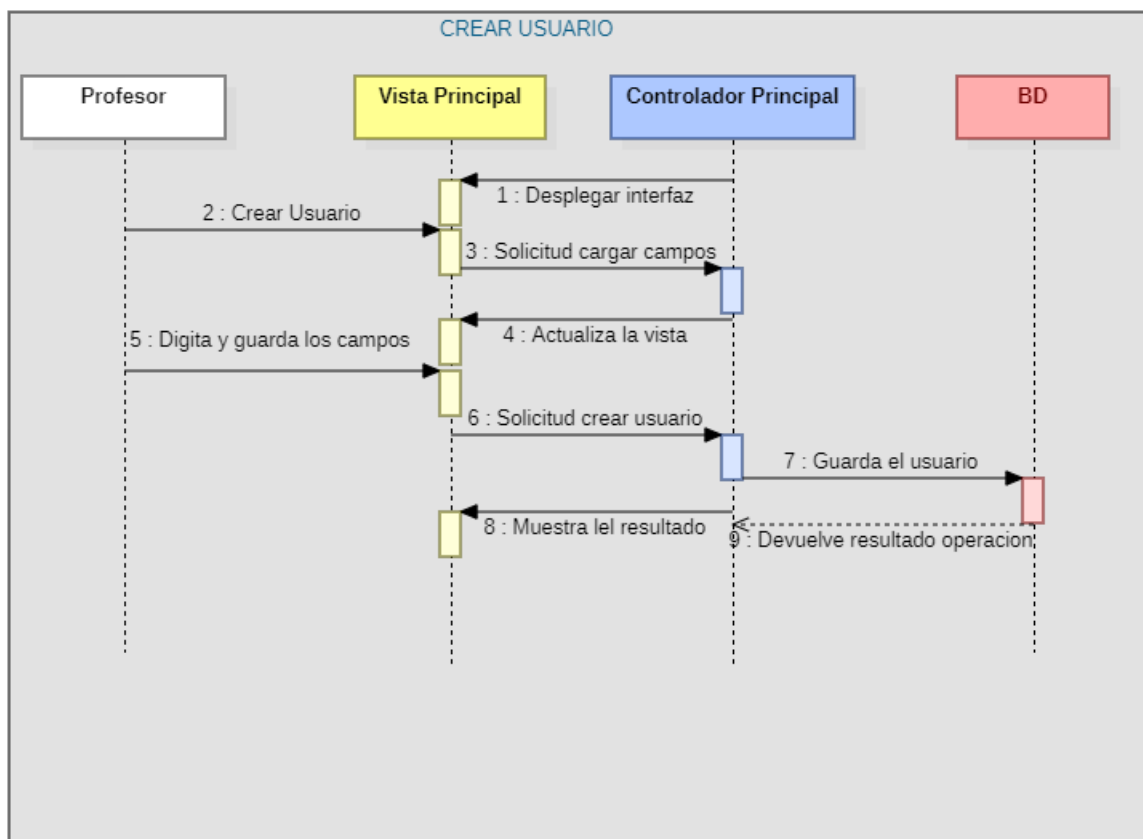 CREAR USUARIO
Profesor
Vista Principal
Controlador Principal
BD
1 : Desplegar interfaz
2 : Crear Usuario
3 : Solicitud cargar campos
4 : Actualiza la vista
5 : Digita y guarda los campos
6 : Solicitud crear usuario
7 : Guarda el usuario
8 : Muestra lel resultado
9 : Devuelve resultado operacion